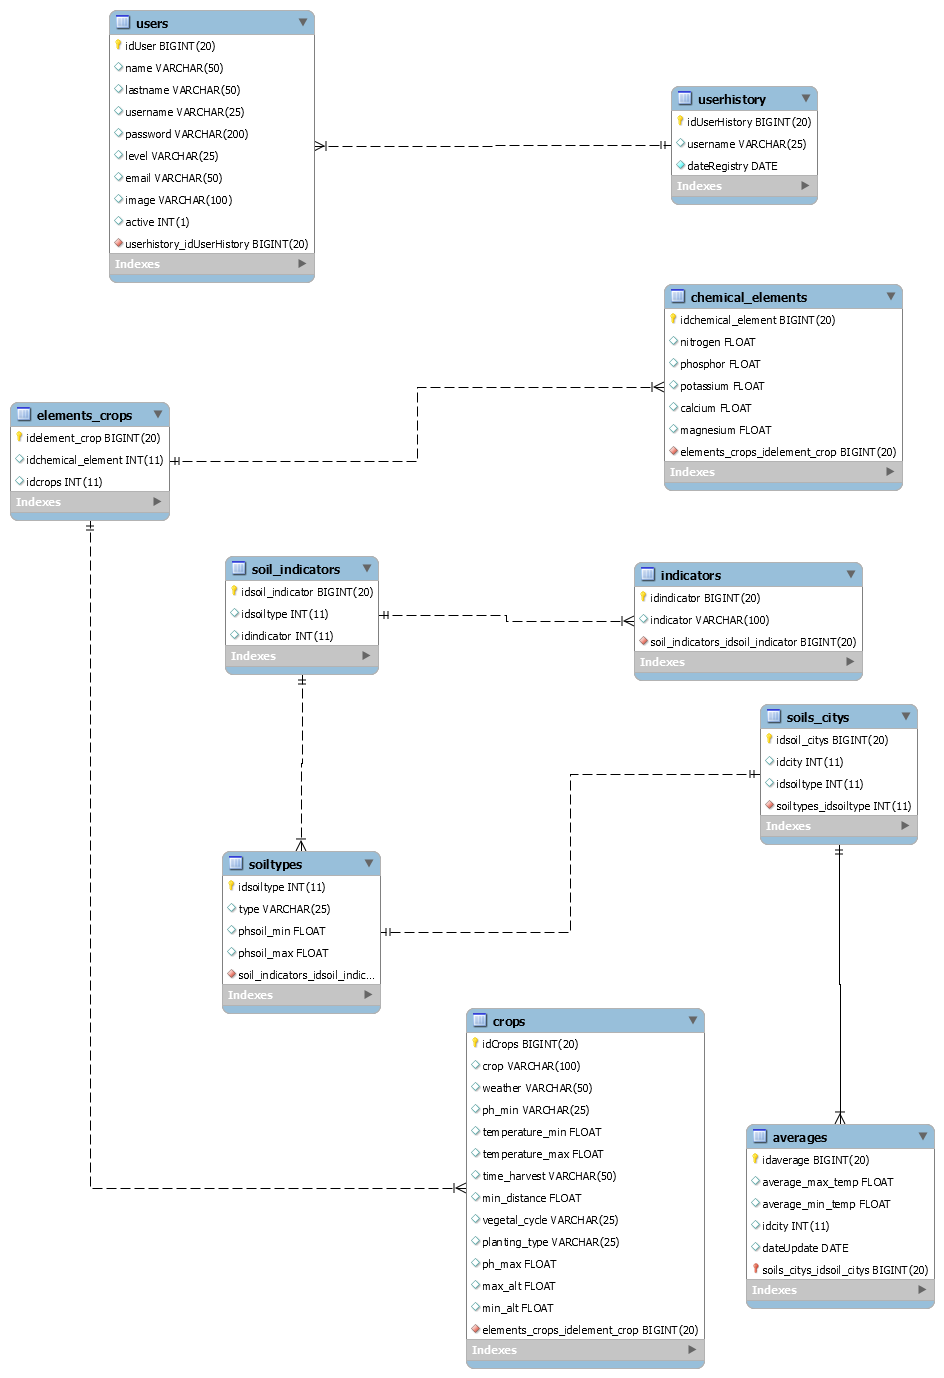 users
idUser BIGINT(20)
name VARCHAR(50)
lastname VARCHAR(50)
username VARCHAR(25)
password VARCHAR(200)
level VARCHAR(25)
email VARCHAR(50)
image VARCHAR(100)
active INT(1)
userhistory_idUserHistory BIGINT(20)
Indexes
userhistory
idUserHistory BIGINT(20)
username VARCHAR(25)
dateRegistry DATE
Indexes
chemical_elements
idchemical_element BIGINT(20)
nitrogen FLOAT
phosphor FLOAT
potassium FLOAT
calcium FLOAT
magnesium FLOAT
elements_crops_idelement_crop BIGINT(20)
Indexes
elements_crops
idelement_crop BIGINT(20)
idchemical_element INT(11)
idcrops INT(11)
Indexes
soil_indicators
idsoil_indicator BIGINT(20)
idsoiltype INT(11)
idindicator INT(11)
Indexes
indicators
idindicator BIGINT(20)
indicator VARCHAR(100)
soil_indicators_idsoil_indicator BIGINT(20)
Indexes
soils_citys
idsoil_citys BIGINT(20)
idcity INT(11)
idsoiltype INT(11)
soiltypes_idsoiltype INT(11)
Indexes
soiltypes
idsoiltype INT(11)
type VARCHAR(25)
phsoil_min FLOAT
phsoil_max FLOAT
soil_indicators_idsoil_indic...
Indexes
crops
idCrops BIGINT(20)
crop VARCHAR(100)
weather VARCHAR(50)
ph_min VARCHAR(25)
temperature_min FLOAT
temperature_max FLOAT
time_harvest VARCHAR(50)
min_distance FLOAT
vegetal_cycle VARCHAR(25)
planting_type VARCHAR(25)
ph_max FLOAT
max_alt FLOAT
min_alt FLOAT
elements_crops_idelement_crop BIGINT(20)
Indexes
averages
idaverage BIGINT(20)
average_max_temp FLOAT
average_min_temp FLOAT
idcity INT(11)
dateUpdate DATE
soils_citys_idsoil_citys BIGINT(20)
Indexes